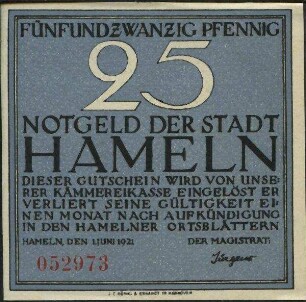 FÜNFUNDZWANZIG PFENNIG
25
NOTGELD DER STADT
HAMELN
DIESER GUTSCHEIN WIRD VON UNSE=
RER KÄMMEREIKASSE EINGELÖST ER
VERLIERT SEINE GÜLTIGKEIT EI=
NEN MONAT NACH AUFKÜNDIGUNG
IN DEN HAMELNER ORTSBLÄTTERN
HAMELN, DEN 1.JUNI 1921 DER MAGISTRAT:
052973